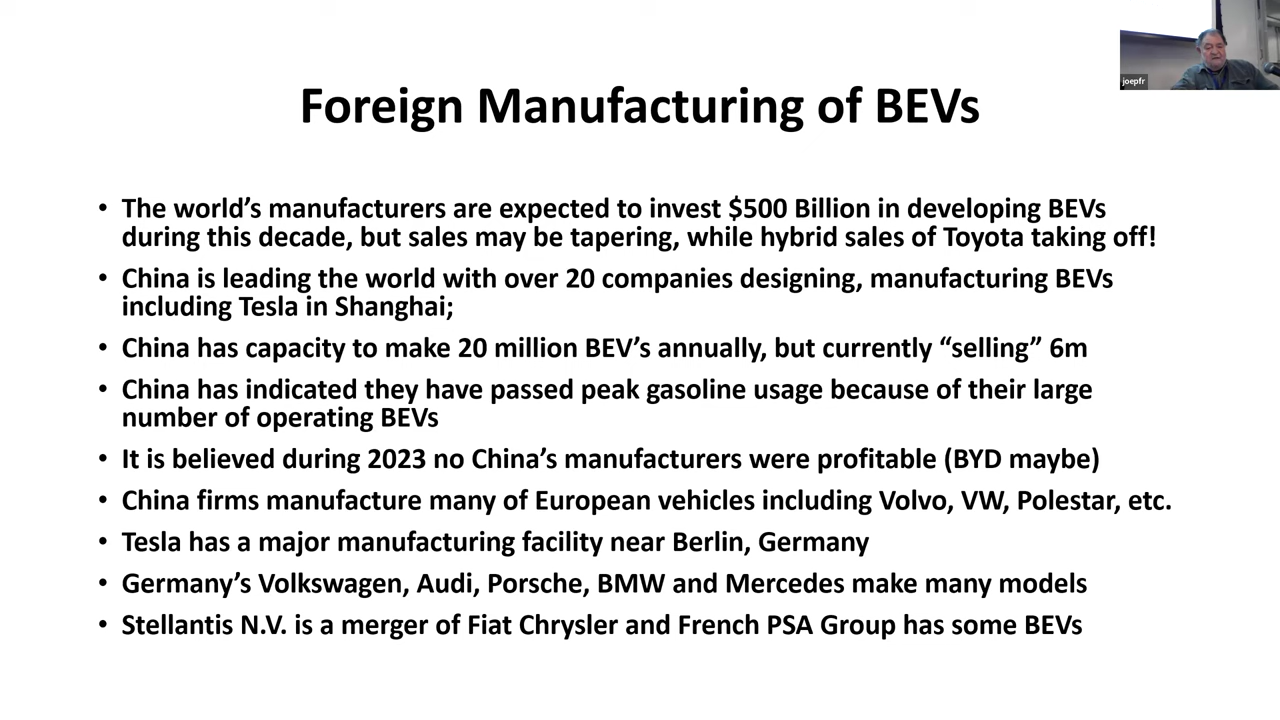 joepfr
Foreign Manufacturing of BEVs
• The world’s manufacturers are expected to invest $500 Billion in developing BEVs
during this decade, but sales may be tapering, while hybrid sales of Toyota taking off!
• China is leading the world with over 20 companies designing, manufacturing BEVs
including Tesla in Shanghai;
• China has capacity to make 20 million BEV’s annually, but currently “selling” 6m
• China has indicated they have passed peak gasoline usage because of their large
number of operating BEVs
• It is believed during 2023 no China’s manufacturers were profitable (BYD maybe)
• China firms manufacture many of European vehicles including Volvo, VW, Polestar, etc.
• Tesla has a major manufacturing facility near Berlin, Germany
• Germany’s Volkswagen, Audi, Porsche, BMW and Mercedes make many models
• Stellantis N.V. is a merger of Fiat Chrysler and French PSA Group has some BEVs